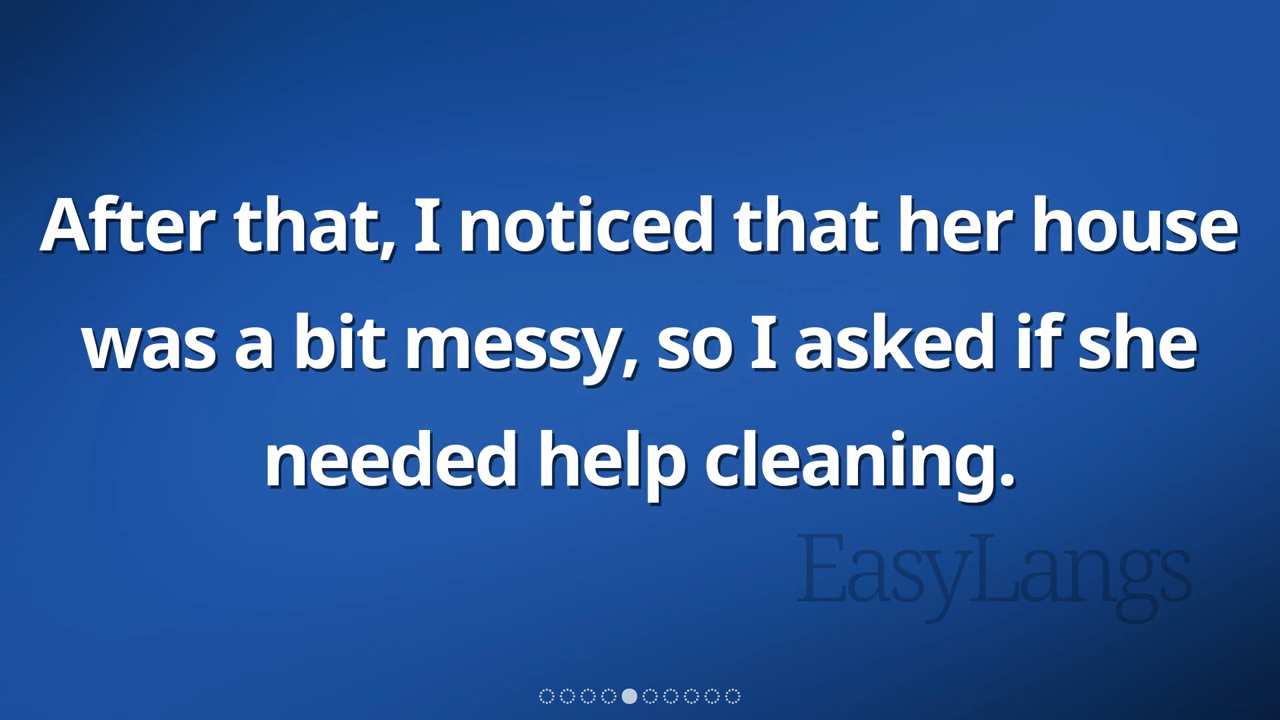 After that, I noticed that her house
was a bit messy, so I asked if she
needed help cleaning.
EasyLangs